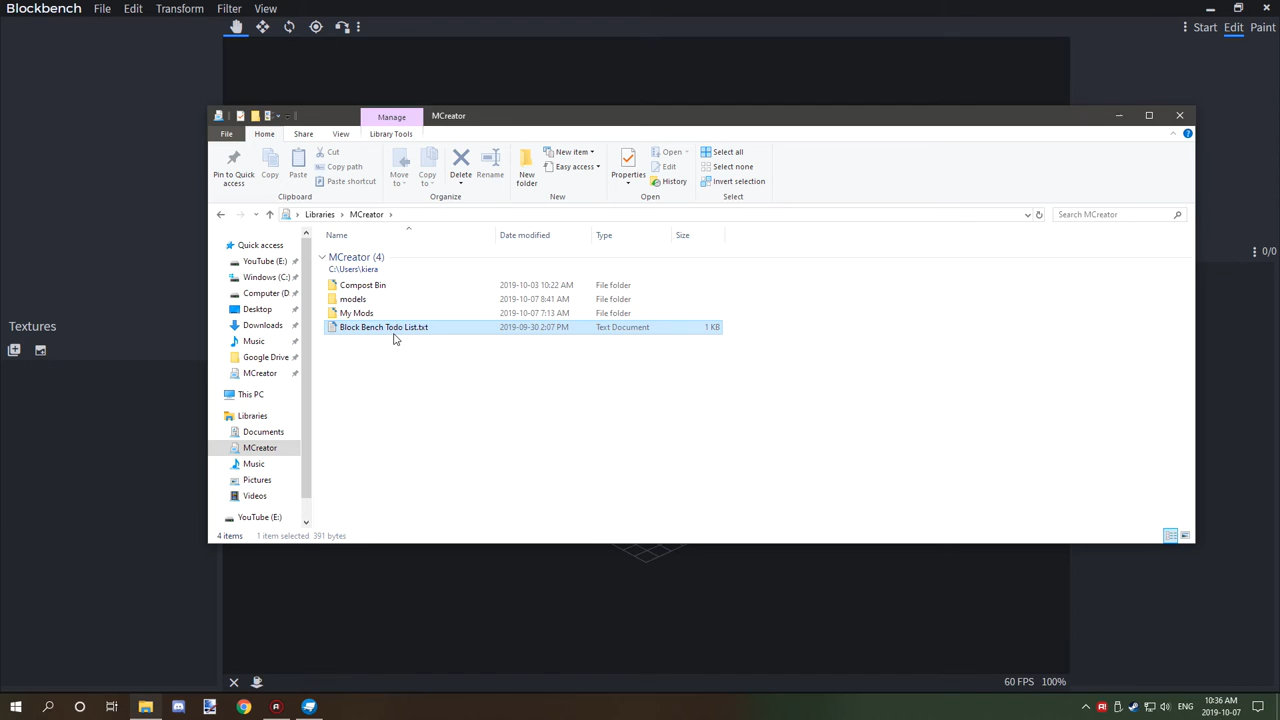 Blockbench File Edit Transform Filter View
Start Edit Paint
Manage MCreator
File Home Share View Library Tools
Pin to Quick access
Copy
Paste
Cut
Copy path
Paste shortcut
Clipboard
Move to
Copy to
Delete
Rename
Organize
New folder
New item
Easy access
New
Properties
Open
Edit
History
Open
Select all
Select none
Invert selection
Select
Libraries MCreator
Search MCreator
Name Date modified Type Size
Quick access
YouTube (E:)
Windows (C:)
Computer (D
Desktop
Downloads
Music
Google Drive
MCreator
This PC
Libraries
Documents
MCreator
Music
Pictures
Videos
YouTube (E:)
MCreator (4)
C:\Users\kiera
Compost Bin 2019-10-03 10:22 AM File folder
models 2019-10-07 8:41 AM File folder
My Mods 2019-10-07 7:13 AM File folder
Block Bench Todo List.txt 2019-09-30 2:07 PM Text Document 1 KB
4 items 1 item selected 391 bytes
0/0
Textures
60 FPS 100%
ENG
10:36 AM
2019-10-07